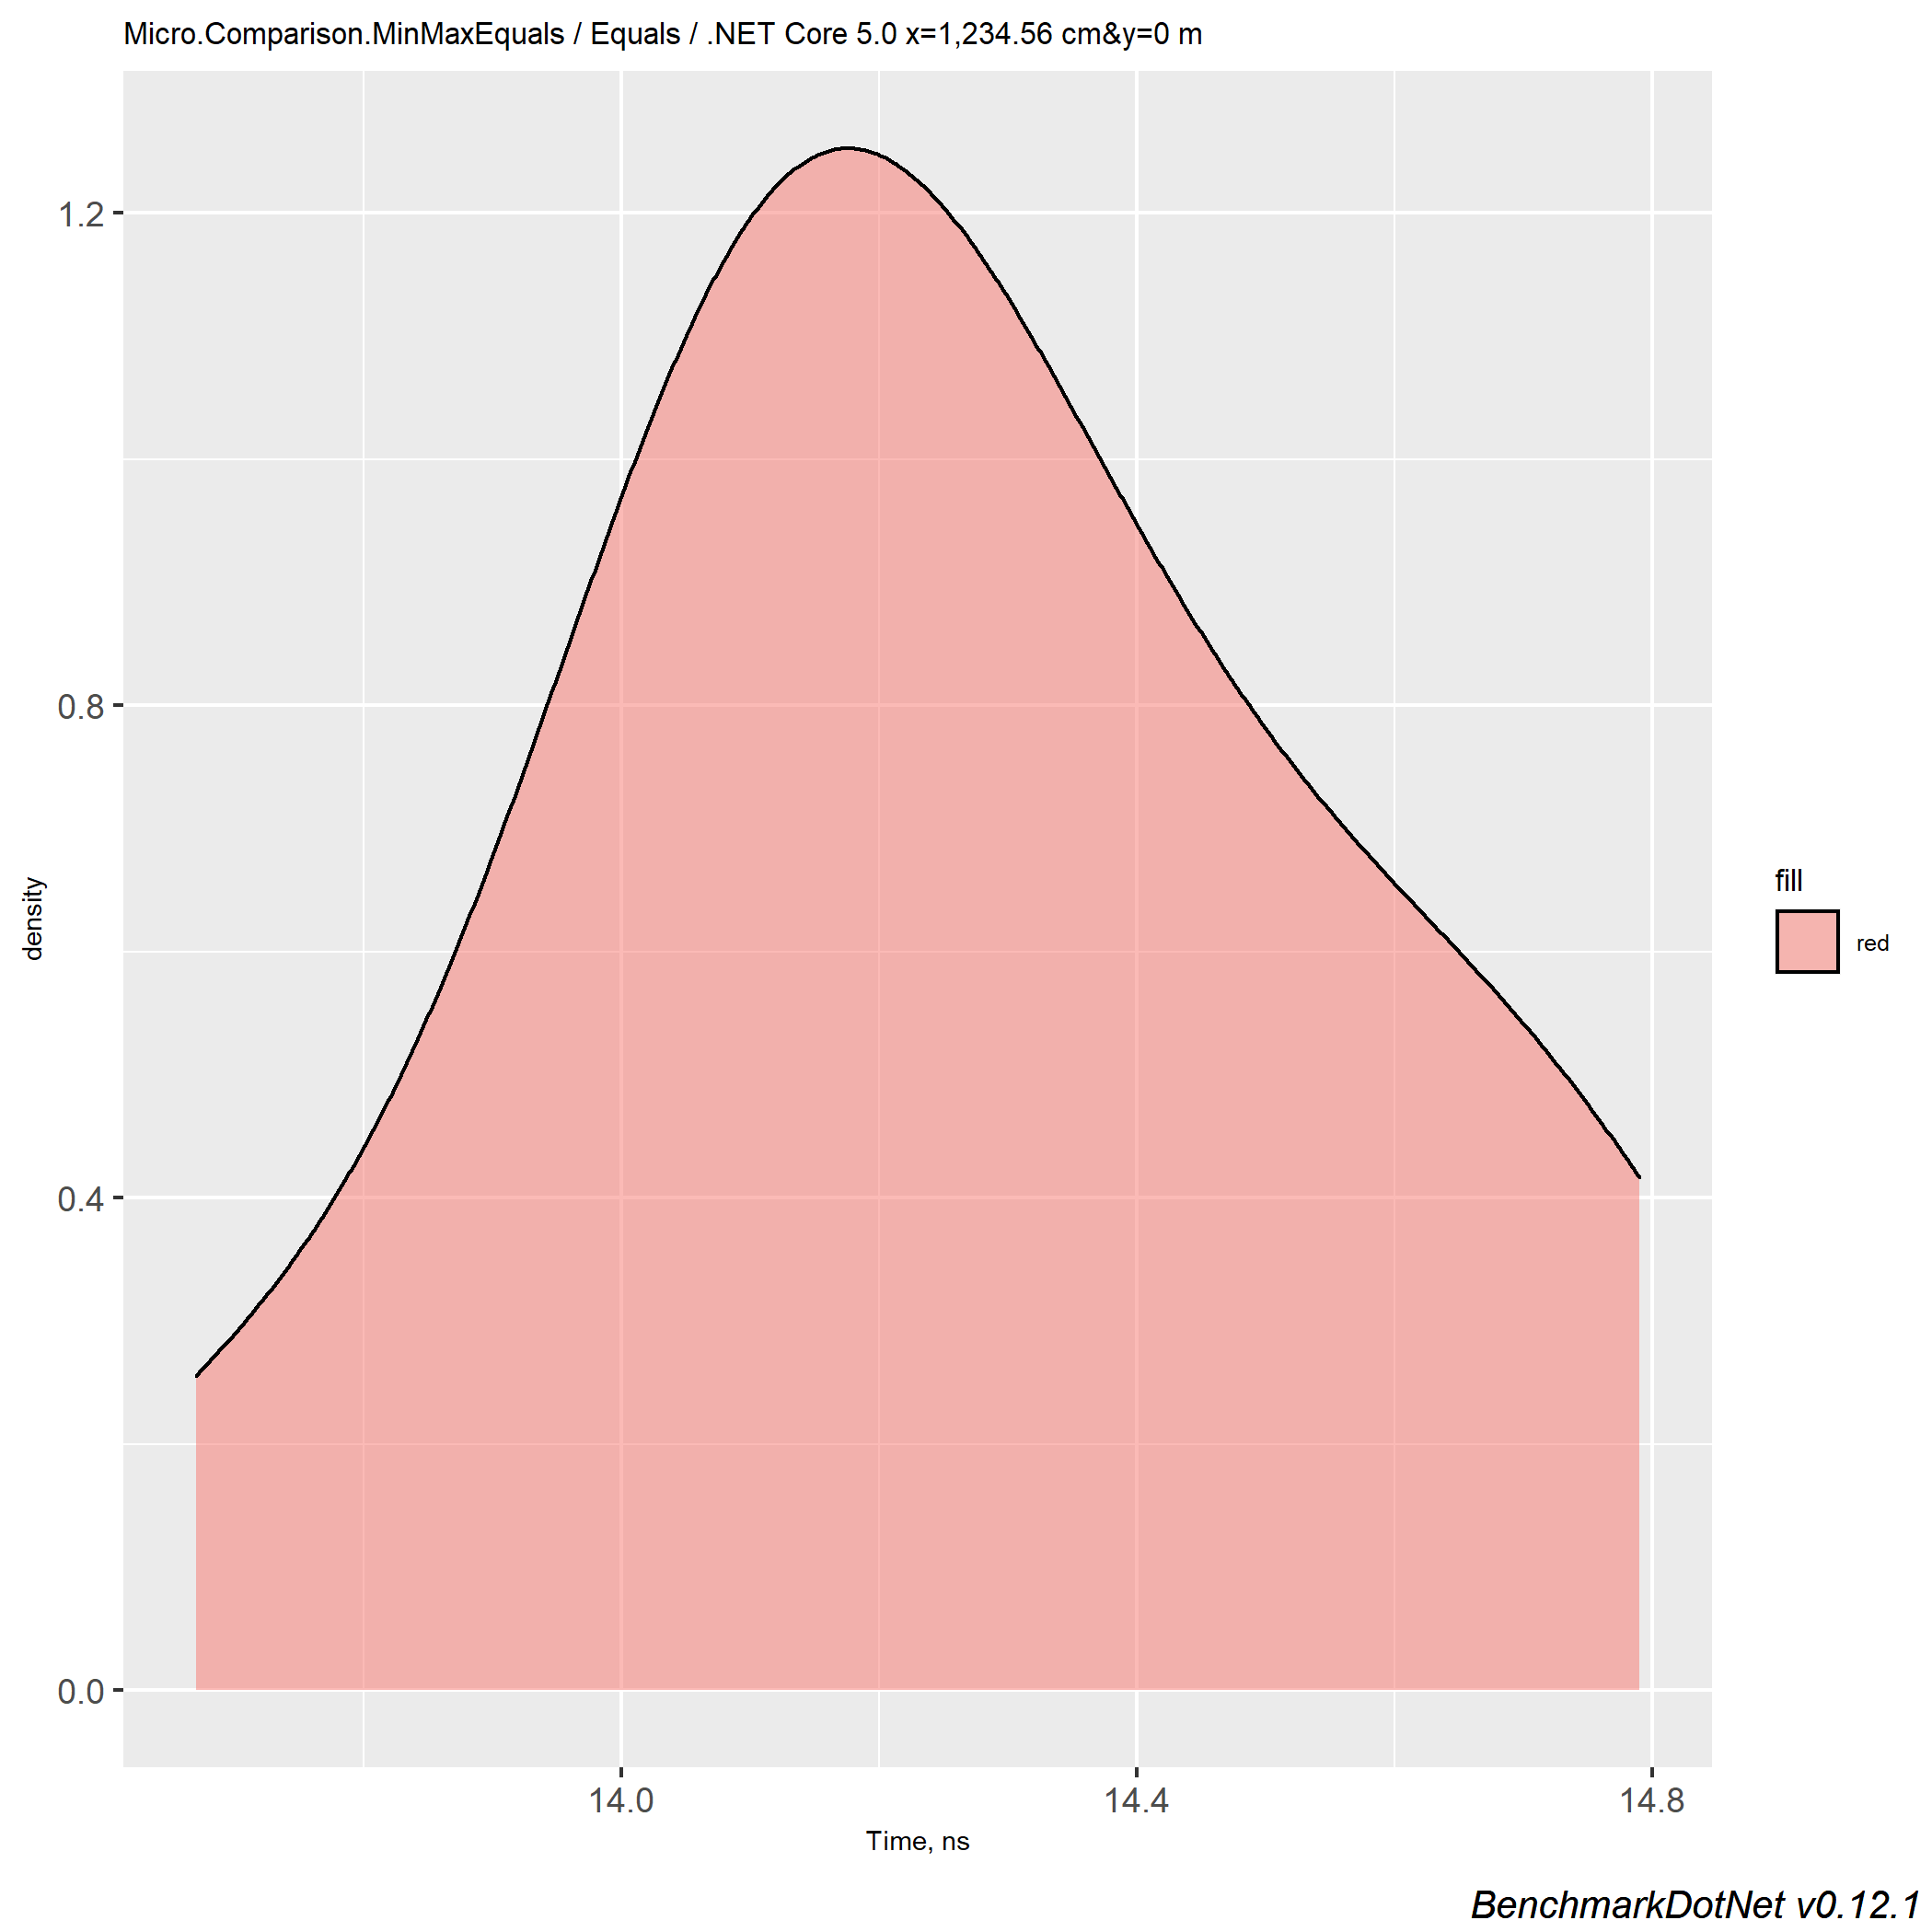 Micro.Comparison.MinMaxEquals / Equals / .NET Core 5.0 x=1,234.56 cm&y=0 m
1.2
0.8
0.4
0.0
density
14.0 14.4 14.8
Time, ns
fill
red
BenchmarkDotNet v0.12.1